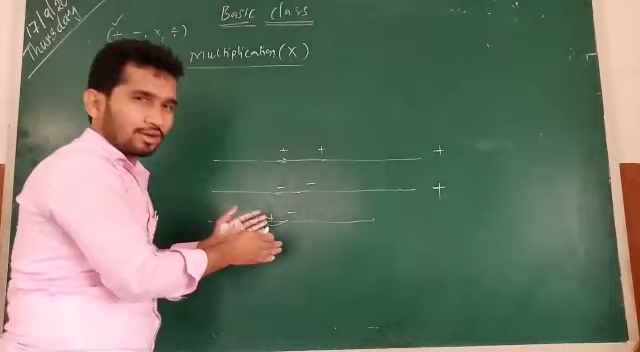 17/9/20
Thursday
Basic class
(+, -, x, ÷)
Multiplication (x)
+ + +
- - +
+ -